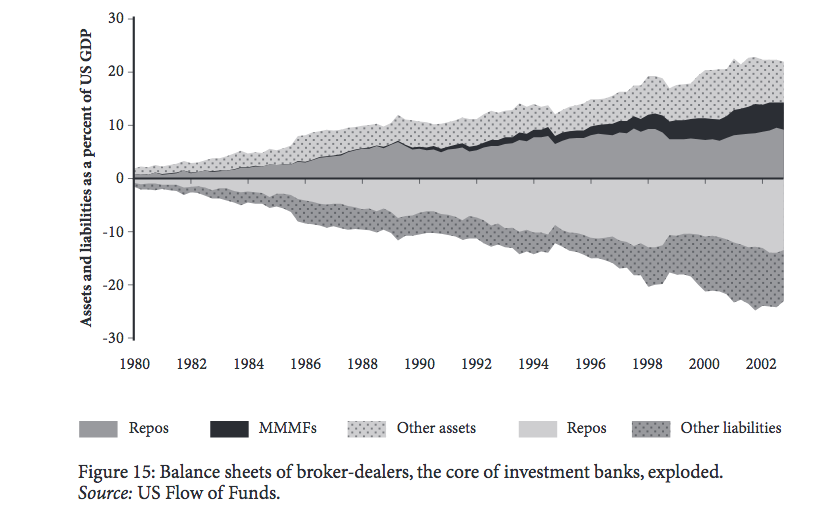 Assets and liabilities as a percent of US GDP
30
20
10
0
-10
-20
-30
1980 1982 1984 1986 1988 1990 1992 1994 1996 1998 2000 2002
Repos MMMFs Other assets Repos Other liabilities
Figure 15: Balance sheets of broker-dealers, the core of investment banks, exploded.
Source: US Flow of Funds.